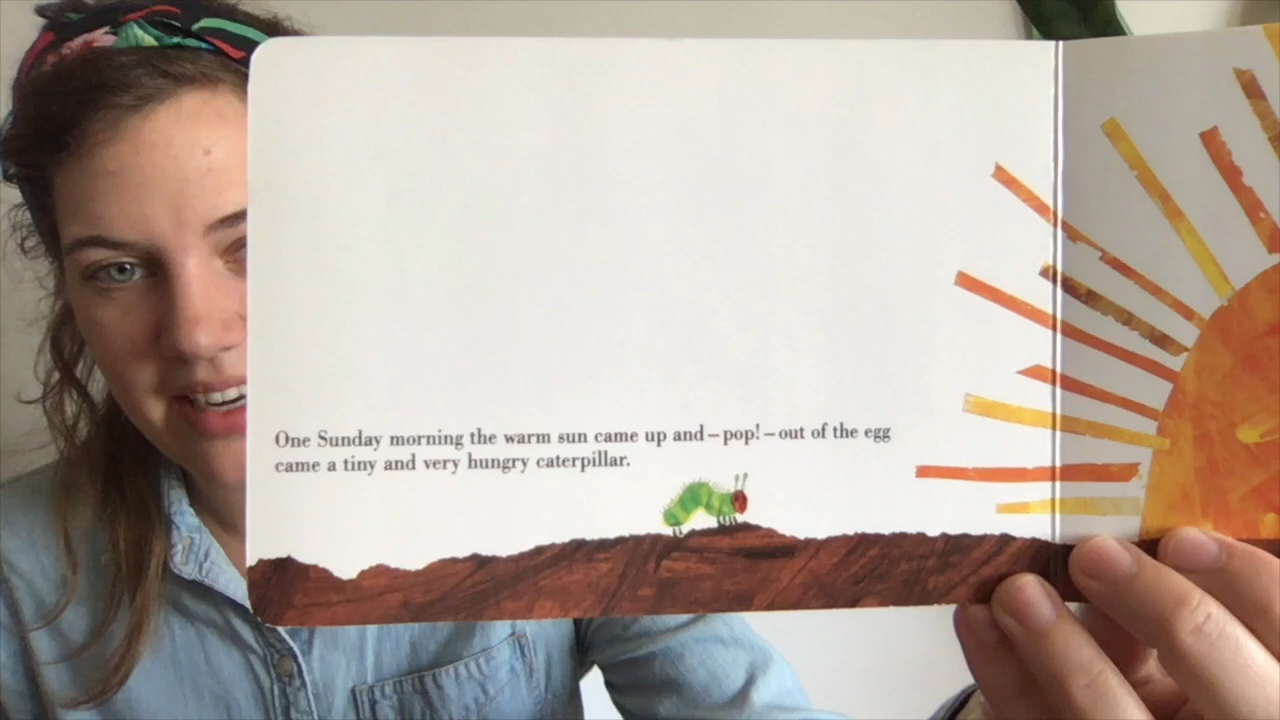 One Sunday morning the warm sun came up and – pop! – out of the egg
came a tiny and very hungry caterpillar.